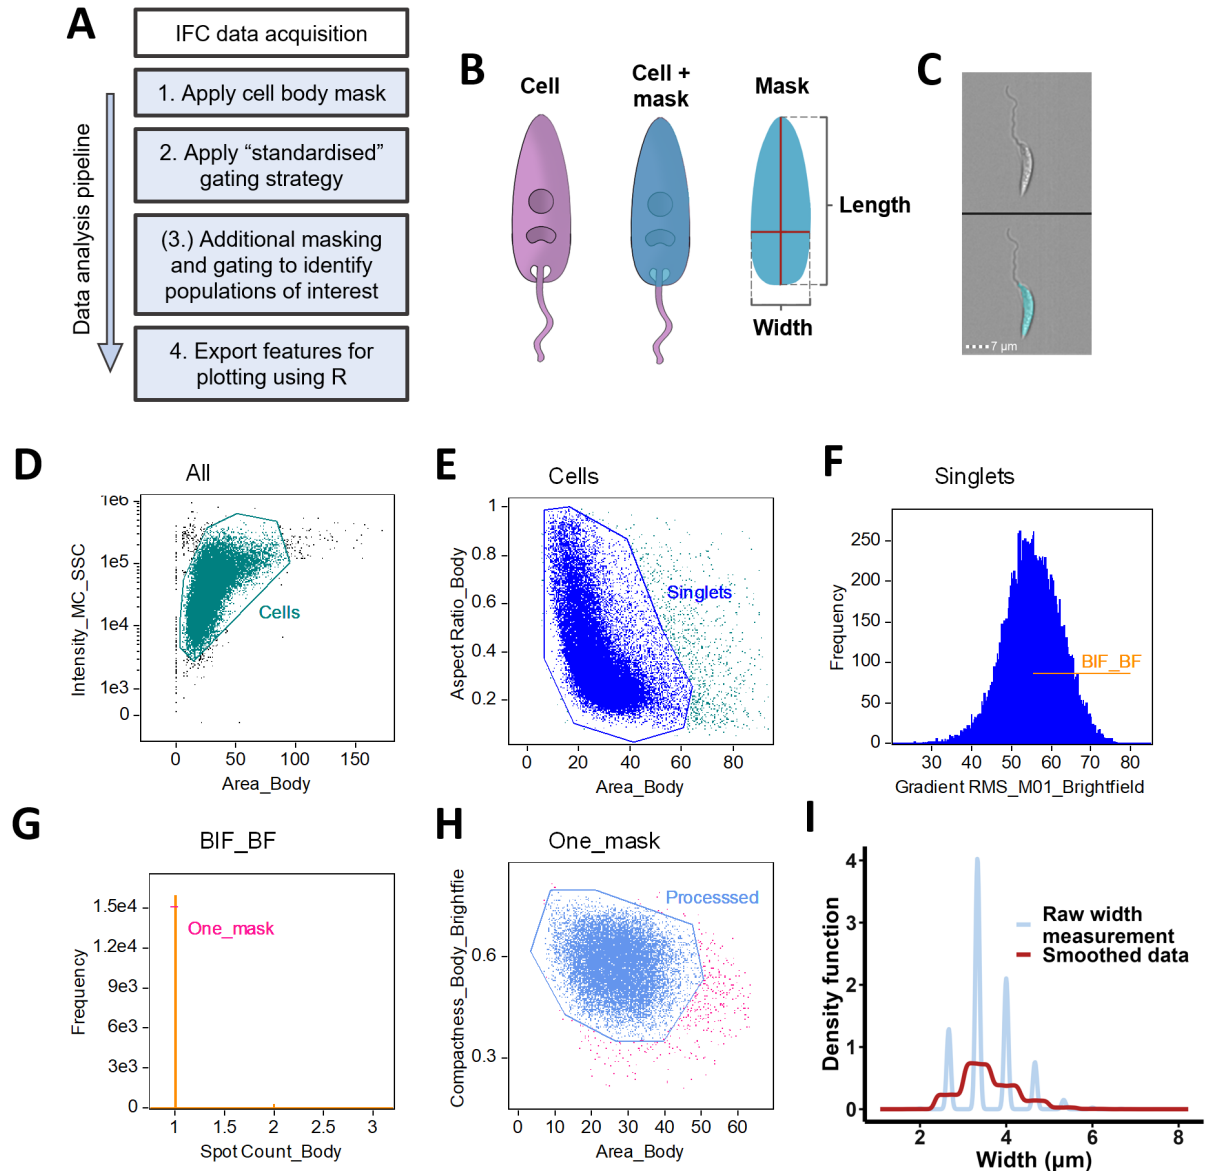 A
IFC data acquisition
1. Apply cell body mask
2. Apply “standardised”
gating strategy
(3.) Additional masking
and gating to identify
populations of interest
4. Export features for
plotting using R
Data analysis pipeline
B
Cell
Cell +
mask
Mask
Length
Width
C
7 µm
D
All
1e6
1e5
1e4
1e3
0
Intensity_MC_SSC
Cells
0 50 100 150
Area_Body
E
Cells
1
0.8
0.6
0.4
0.2
Aspect Ratio_Body
Singlets
0 20 40 60 80
Area_Body
F
Singlets
250
200
150
100
50
0
Frequency
BIF_BF
30 40 50 60 70 80
Gradient RMS_M01_Brightfield
G
BIF_BF
1.5e4
1.2e4
9e3
6e3
3e3
0
Frequency
One_mask
1 1.5 2 2.5 3
Spot Count_Body
H
One_mask
0.6
0.3
Compactness_Body_Brightfie
Processsed
0 10 20 30 40 50 60
Area_Body
I
4
3
2
1
0
Density function
Raw width
measurement
Smoothed data
2 4 6 8
Width (µm)